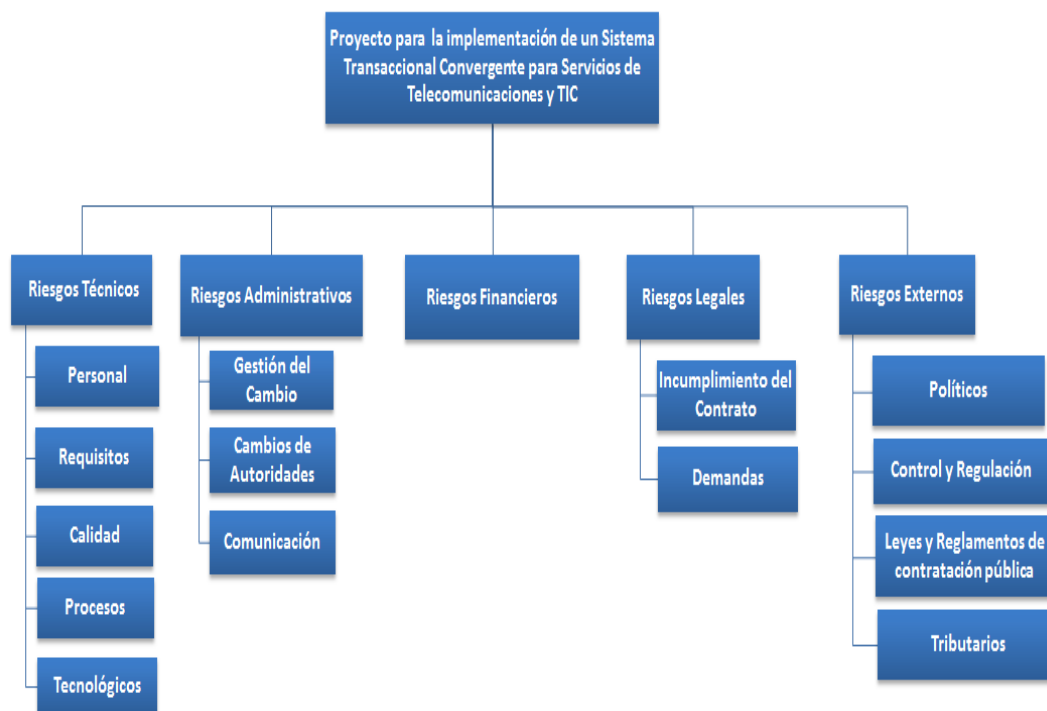 Proyecto para la implementación de un Sistema
Transaccional Convergente para Servicios de
Telecomunicaciones y TIC
Riesgos Técnicos
Riesgos Administrativos
Riesgos Financieros
Riesgos Legales
Riesgos Externos
Personal
Requisitos
Calidad
Procesos
Tecnológicos
Gestión del
Cambio
Cambios de
Autoridades
Comunicación
Incumplimiento del
Contrato
Demandas
Políticos
Control y Regulación
Leyes y Reglamentos de
contratación pública
Tributarios